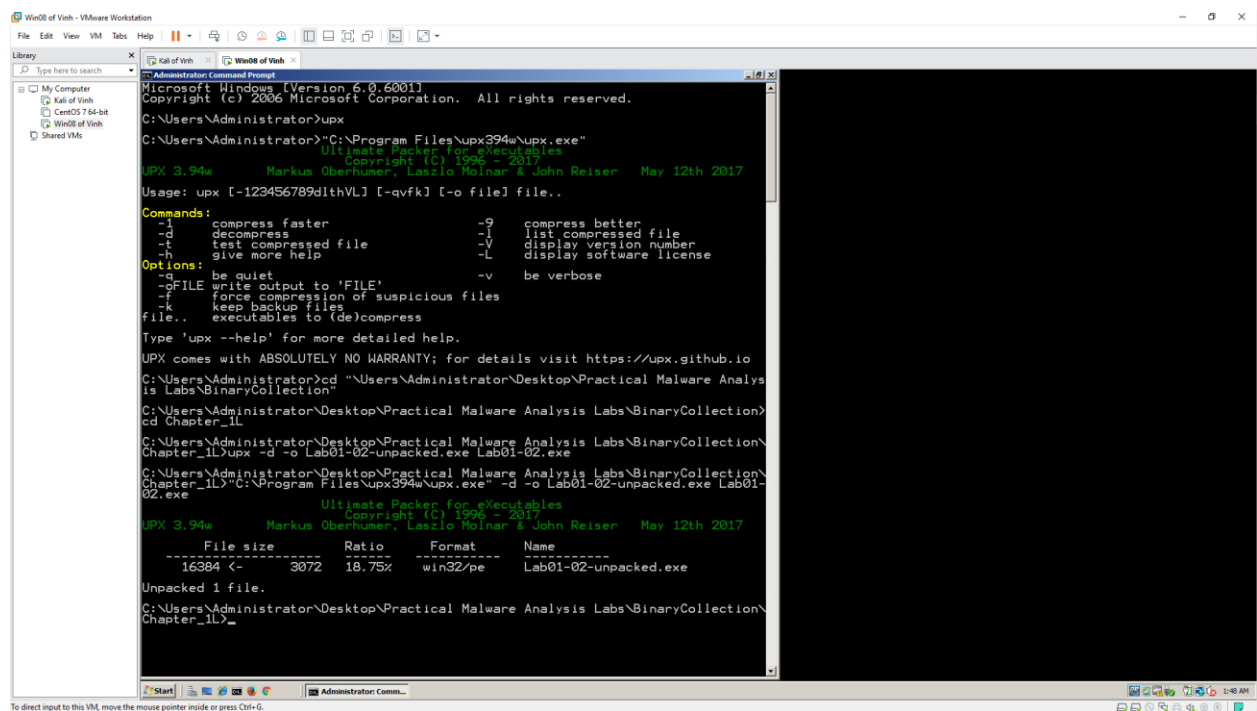 Win08 of Vinh - VMware Workstation
File Edit View VM Tabs Help
Library
Type here to search
My Computer
Kali of Vinh
CentOS 7 64-bit
Win08 of Vinh
Shared VMs
Kali of Vinh
Win08 of Vinh
Administrator: Command Prompt
Microsoft Windows [Version 6.0.6001]
Copyright (c) 2006 Microsoft Corporation. All rights reserved.
C:\Users\Administrator>upx
C:\Users\Administrator>"C:\Program Files\upx394w\upx.exe"
Ultimate Packer for eXecutables
Copyright (C) 1996 - 2017
UPX 3.94w Markus Oberhumer, Laszlo Molnar & John Reiser May 12th 2017
Usage: upx [-123456789dlthVL] [-qvfk] [-o file] file..
Commands:
-1 compress faster -9 compress better
-d decompress -l list compressed file
-t test compressed file -V display version number
-h give more help -L display software license
Options:
-q be quiet -v be verbose
-oFILE write output to 'FILE'
-f force compression of suspicious files
-k keep backup files
file.. executables to (de)compress
Type 'upx --help' for more detailed help.
UPX comes with ABSOLUTELY NO WARRANTY; for details visit https://upx.github.io
C:\Users\Administrator>cd "\Users\Administrator\Desktop\Practical Malware Analys
is Labs\BinaryCollection"
C:\Users\Administrator\Desktop\Practical Malware Analysis Labs\BinaryCollection>
cd Chapter_1L
C:\Users\Administrator\Desktop\Practical Malware Analysis Labs\BinaryCollection\
Chapter_1L>upx -d -o Lab01-02-unpacked.exe Lab01-02.exe
C:\Users\Administrator\Desktop\Practical Malware Analysis Labs\BinaryCollection\
Chapter_1L>"C:\Program Files\upx394w\upx.exe" -d -o Lab01-02-unpacked.exe Lab01-
02.exe
Ultimate Packer for eXecutables
Copyright (C) 1996 - 2017
UPX 3.94w Markus Oberhumer, Laszlo Molnar & John Reiser May 12th 2017
File size Ratio Format Name
-------------------- ------ ----------- -----------
16384 <- 3072 18.75% win32/pe Lab01-02-unpacked.exe
Unpacked 1 file.
C:\Users\Administrator\Desktop\Practical Malware Analysis Labs\BinaryCollection\
Chapter_1L>_
Start
Administrator: Comm...
1:48 AM
To direct input to this VM, move the mouse pointer inside or press Ctrl+G.